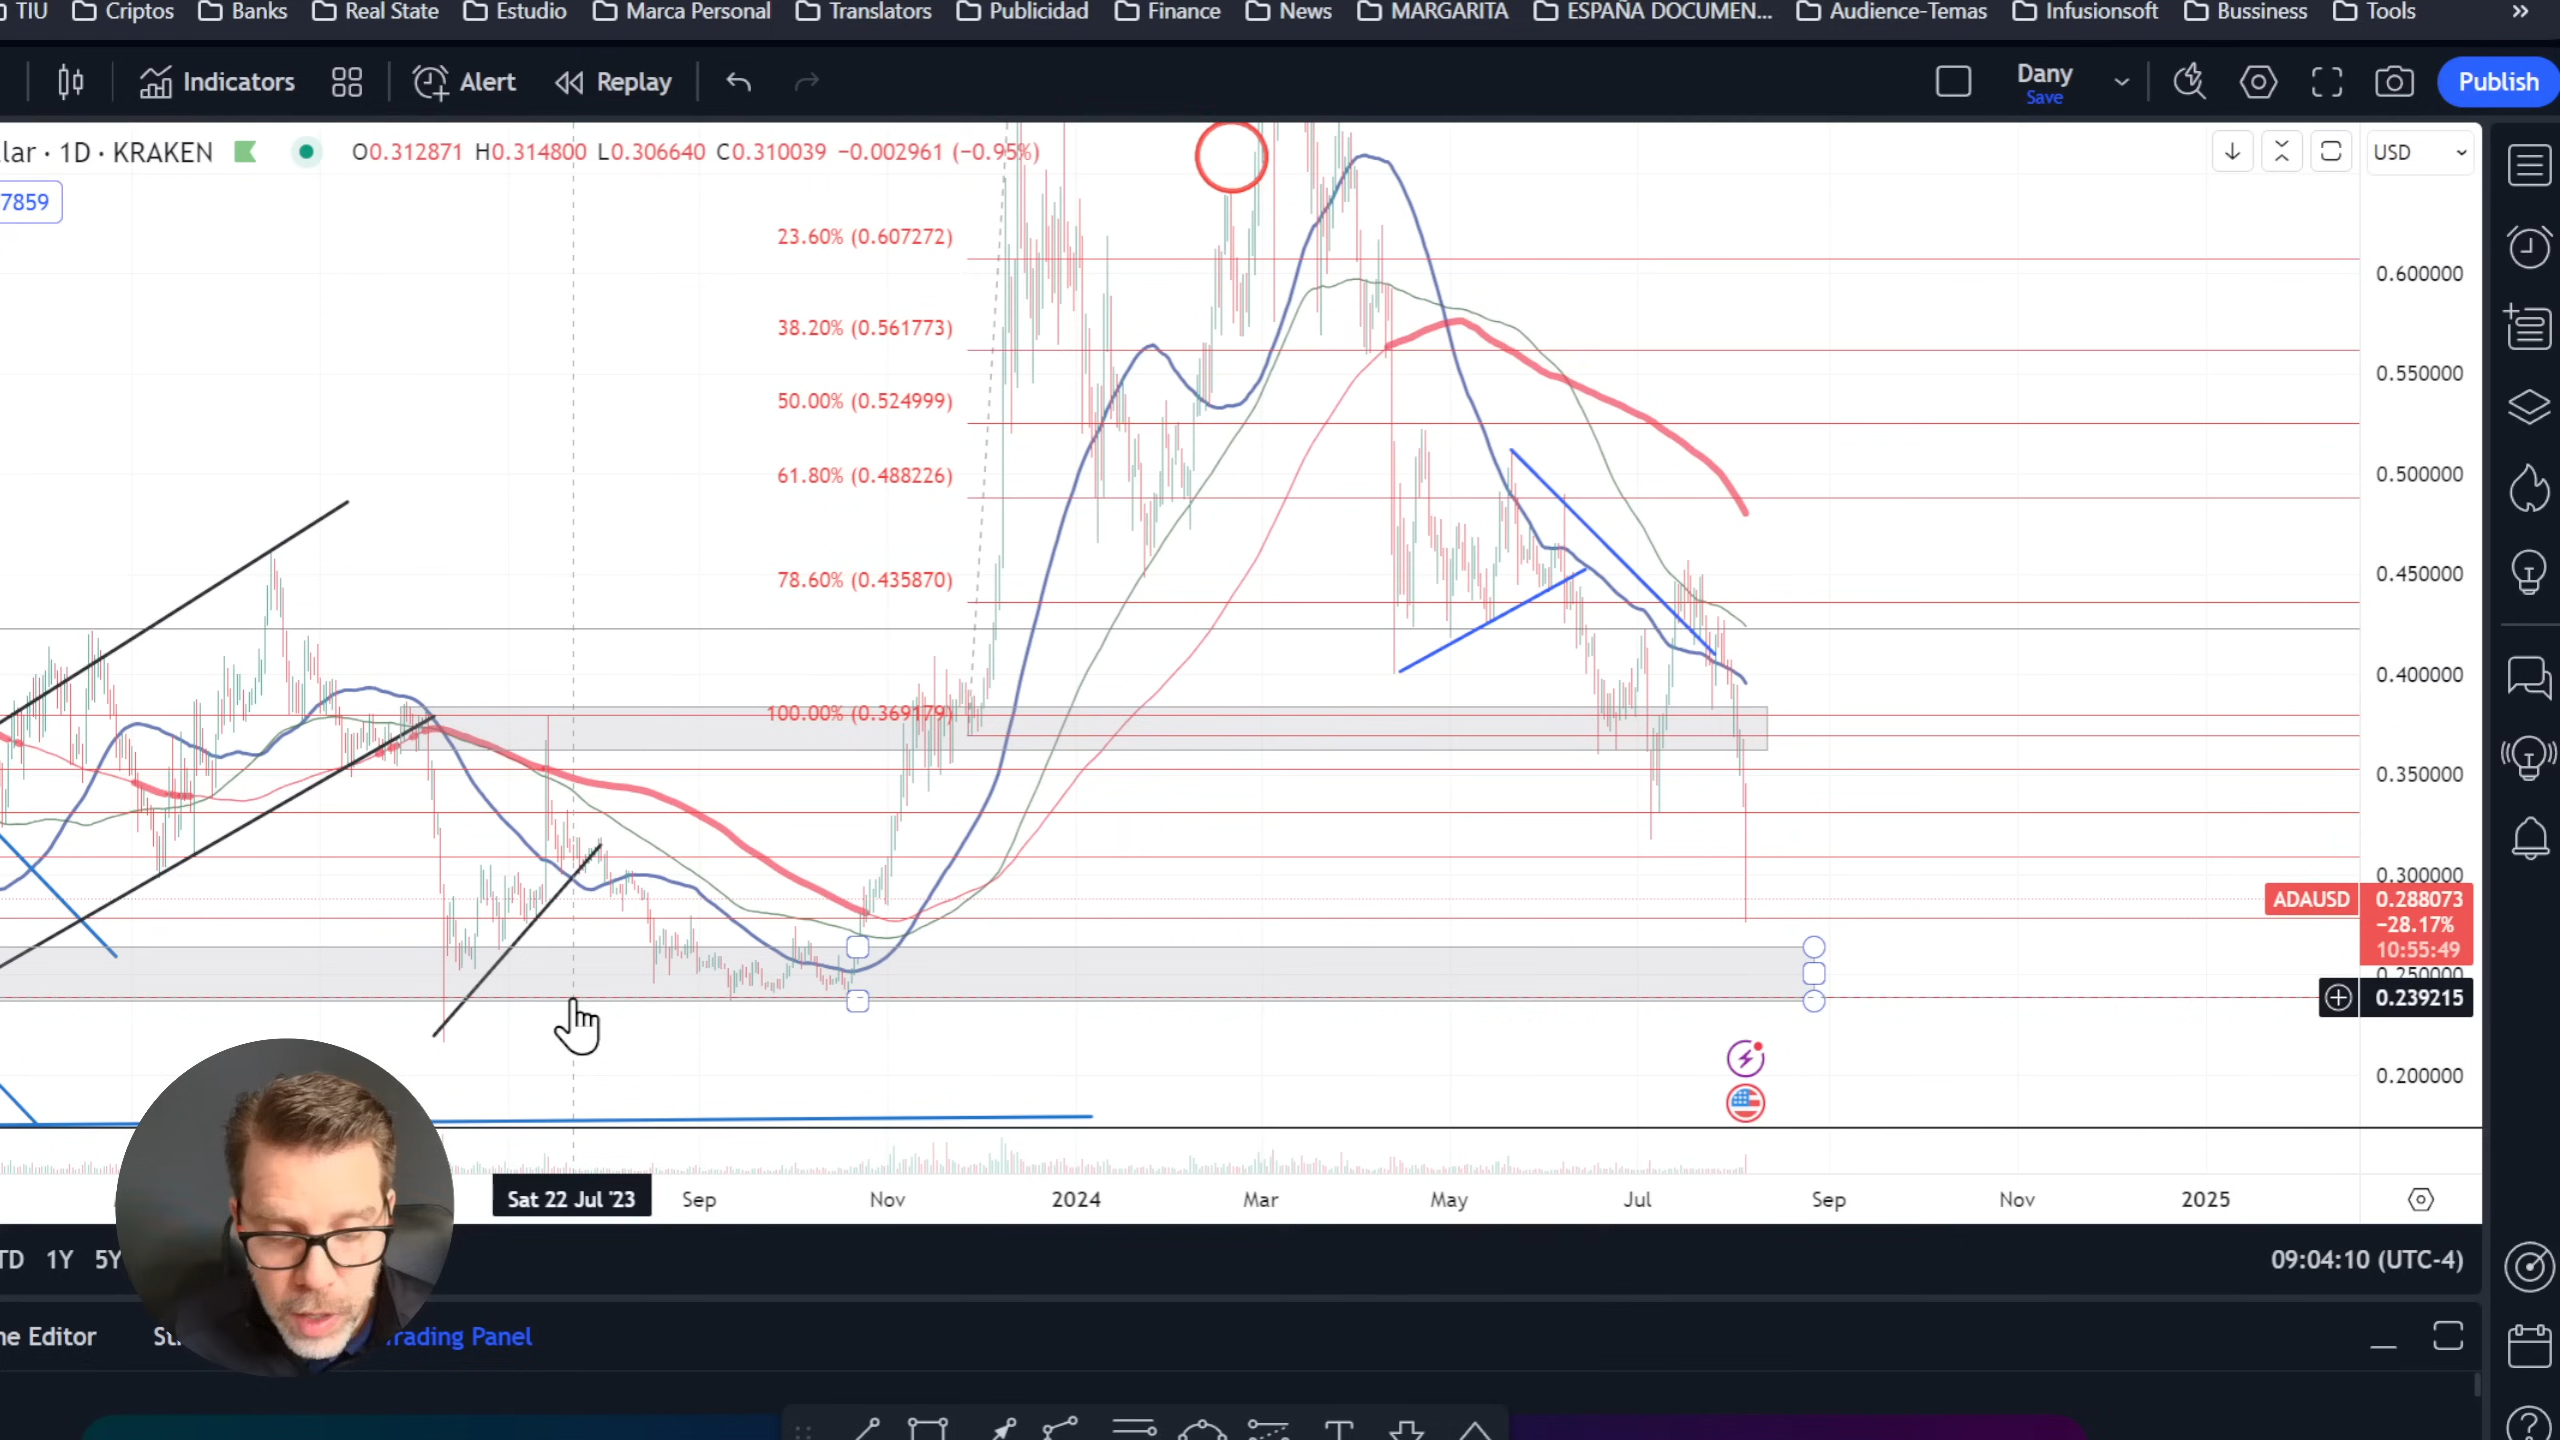 TIU Criptos Banks Real State Estudio Marca Personal Translators Publicidad Finance News MARGARITA ESPAÑA DOCUMEN... Audience-Temas Infusionsoft Bussiness Tools
Indicators Alert Replay Dany Save Publish
lar · 1D · KRAKEN O0.312871 H0.314800 L0.306640 C0.310039 −0.002961 (−0.95%) USD
7859
23.60% (0.607272)
0.600000
38.20% (0.561773)
0.550000
50.00% (0.524999)
61.80% (0.488226)
0.500000
78.60% (0.435870)
0.450000
0.400000
100.00% (0.369179)
0.350000
0.300000
ADAUSD 0.288073
−28.17%
10:55:49
0.250000
0.239215
0.200000
Sat 22 Jul '23 Sep Nov 2024 Mar May Jul Sep Nov 2025
TD 1Y 5Y 09:04:10 (UTC-4)
ne Editor St rading Panel